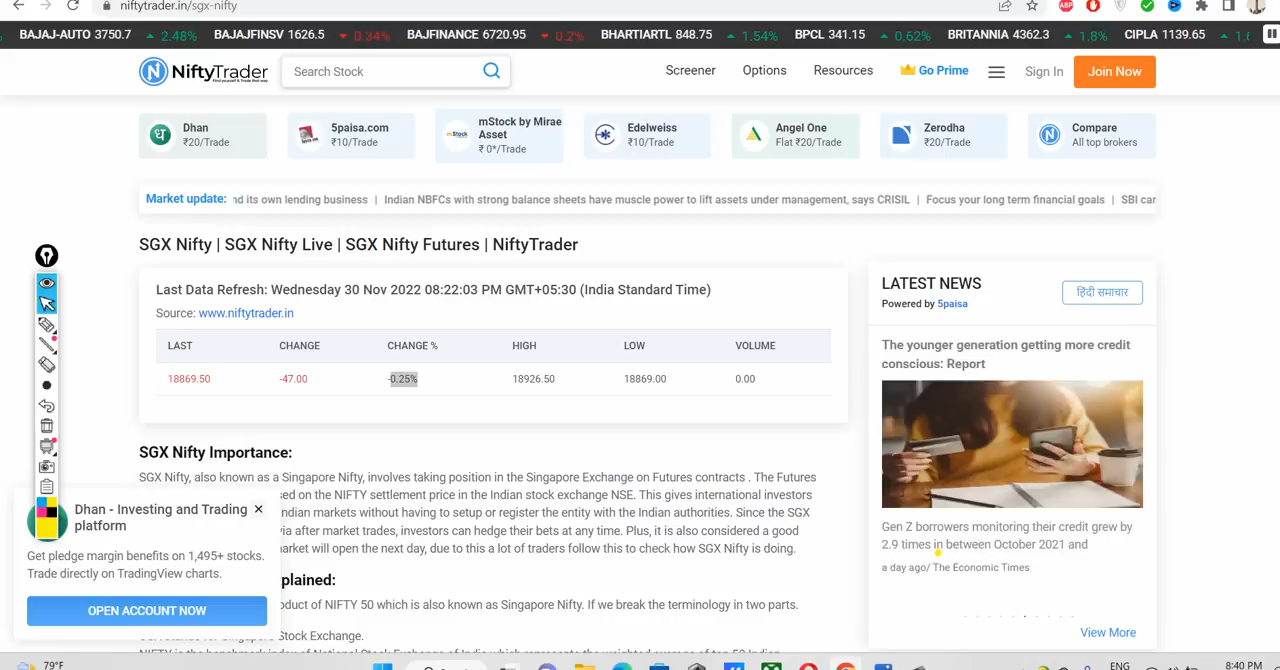 niftytrader.in/sgx-nifty
BAJAJ-AUTO 3750.7 2.48% BAJAJFINSV 1626.5 0.34% BAJFINANCE 6720.95 0.2% BHARTIARTL 848.75 1.54% BPCL 341.15 0.62% BRITANNIA 4362.3 1.8% CIPLA 1139.65
NiftyTrader
Search Stock
Screener
Options
Resources
Go Prime
Sign In
Join Now
Dhan
₹20/Trade
5paisa.com
₹10/Trade
mStock by Mirae
Asset
₹ 0*/Trade
Edelweiss
₹10/Trade
Angel One
Flat ₹20/Trade
Zerodha
₹20/Trade
Compare
All top brokers
Market update: nd its own lending business | Indian NBFCs with strong balance sheets have muscle power to lift assets under management, says CRISIL | Focus your long term financial goals | SBI car
SGX Nifty | SGX Nifty Live | SGX Nifty Futures | NiftyTrader
Last Data Refresh: Wednesday 30 Nov 2022 08:22:03 PM GMT+05:30 (India Standard Time)
Source: www.niftytrader.in
LAST CHANGE CHANGE % HIGH LOW VOLUME
18869.50 -47.00 -0.25% 18926.50 18869.00 0.00
SGX Nifty Importance:
SGX Nifty, also known as a Singapore Nifty, involves taking position in the Singapore Exchange on Futures contracts . The Futures
sed on the NIFTY settlement price in the Indian stock exchange NSE. This gives international investors
ndian markets without having to setup or register the entity with the Indian authorities. Since the SGX
via after market trades, investors can hedge their bets at any time. Plus, it is also considered a good
arket will open the next day, due to this a lot of traders follow this to check how SGX Nifty is doing.
plained:
oduct of NIFTY 50 which is also known as Singapore Nifty. If we break the terminology in two parts.
Stock Exchange.
LATEST NEWS
Powered by 5paisa
हिंदी समाचार
The younger generation getting more credit
conscious: Report
Gen Z borrowers monitoring their credit grew by
2.9 times in between October 2021 and
a day ago/ The Economic Times
View More
Dhan - Investing and Trading
platform
Get pledge margin benefits on 1,495+ stocks.
Trade directly on TradingView charts.
OPEN ACCOUNT NOW
79°F
ENG
8:40 PM